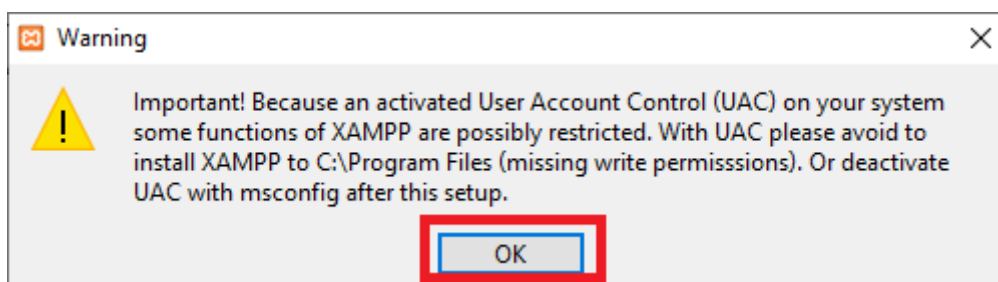 Warning
Important! Because an activated User Account Control (UAC) on your system
some functions of XAMPP are possibly restricted. With UAC please avoid to
install XAMPP to C:\Program Files (missing write permisssions). Or deactivate
UAC with msconfig after this setup.
OK